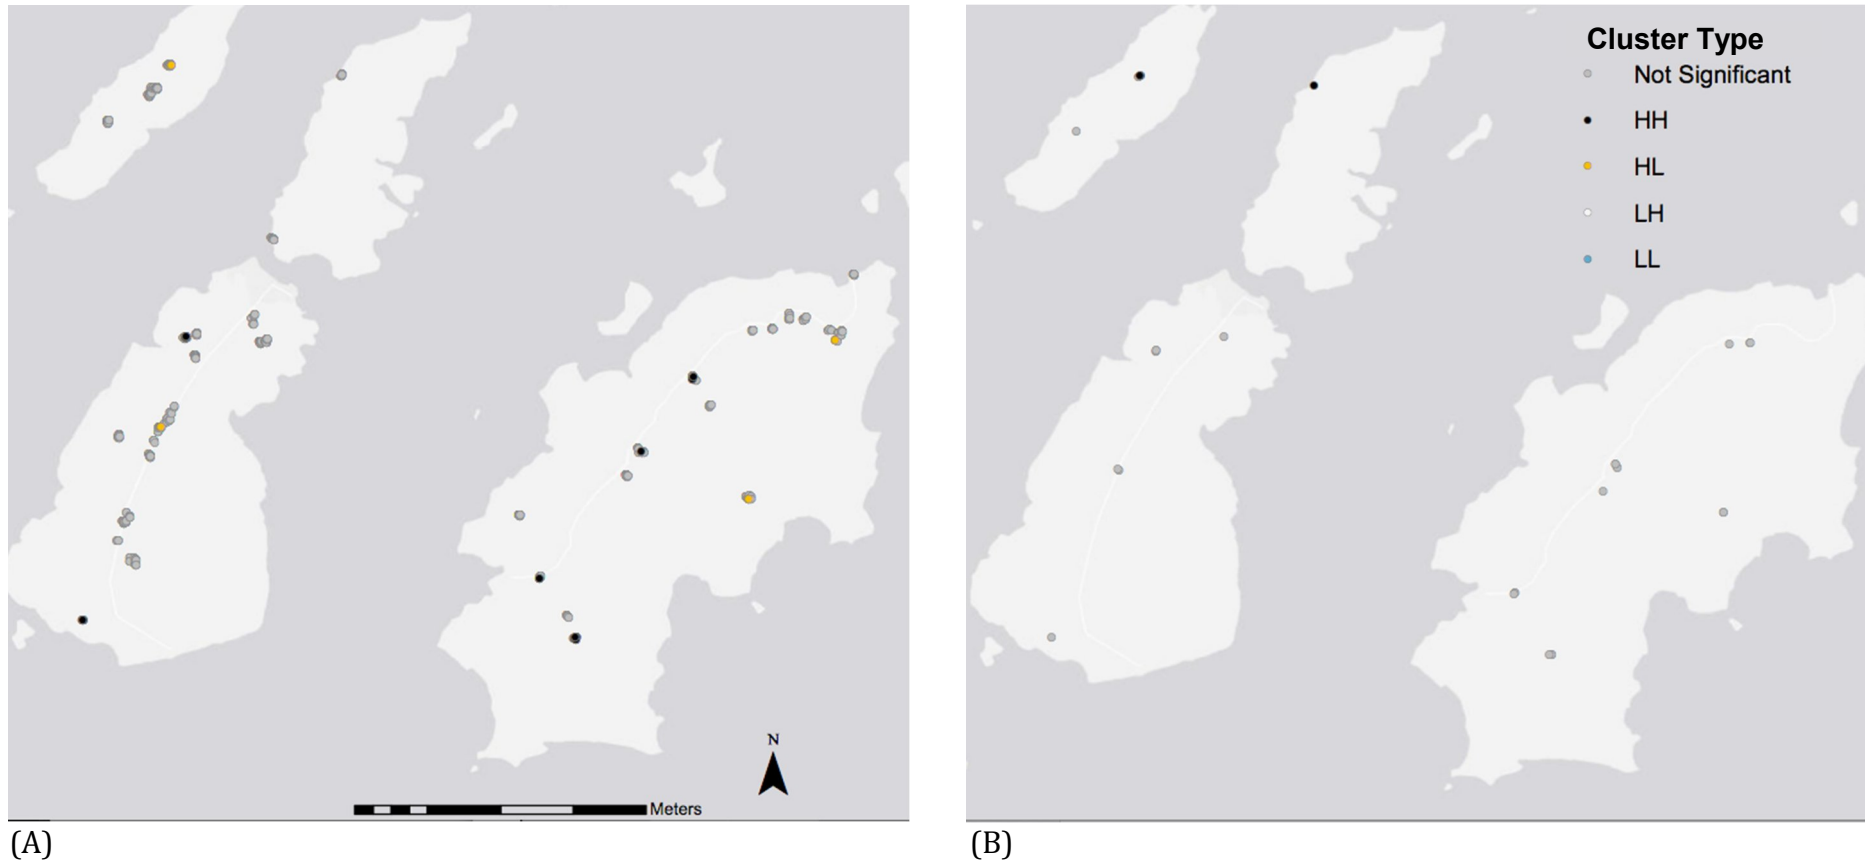 Cluster Type
Not Significant
HH
HL
LH
LL
N
Meters
(A)
(B)